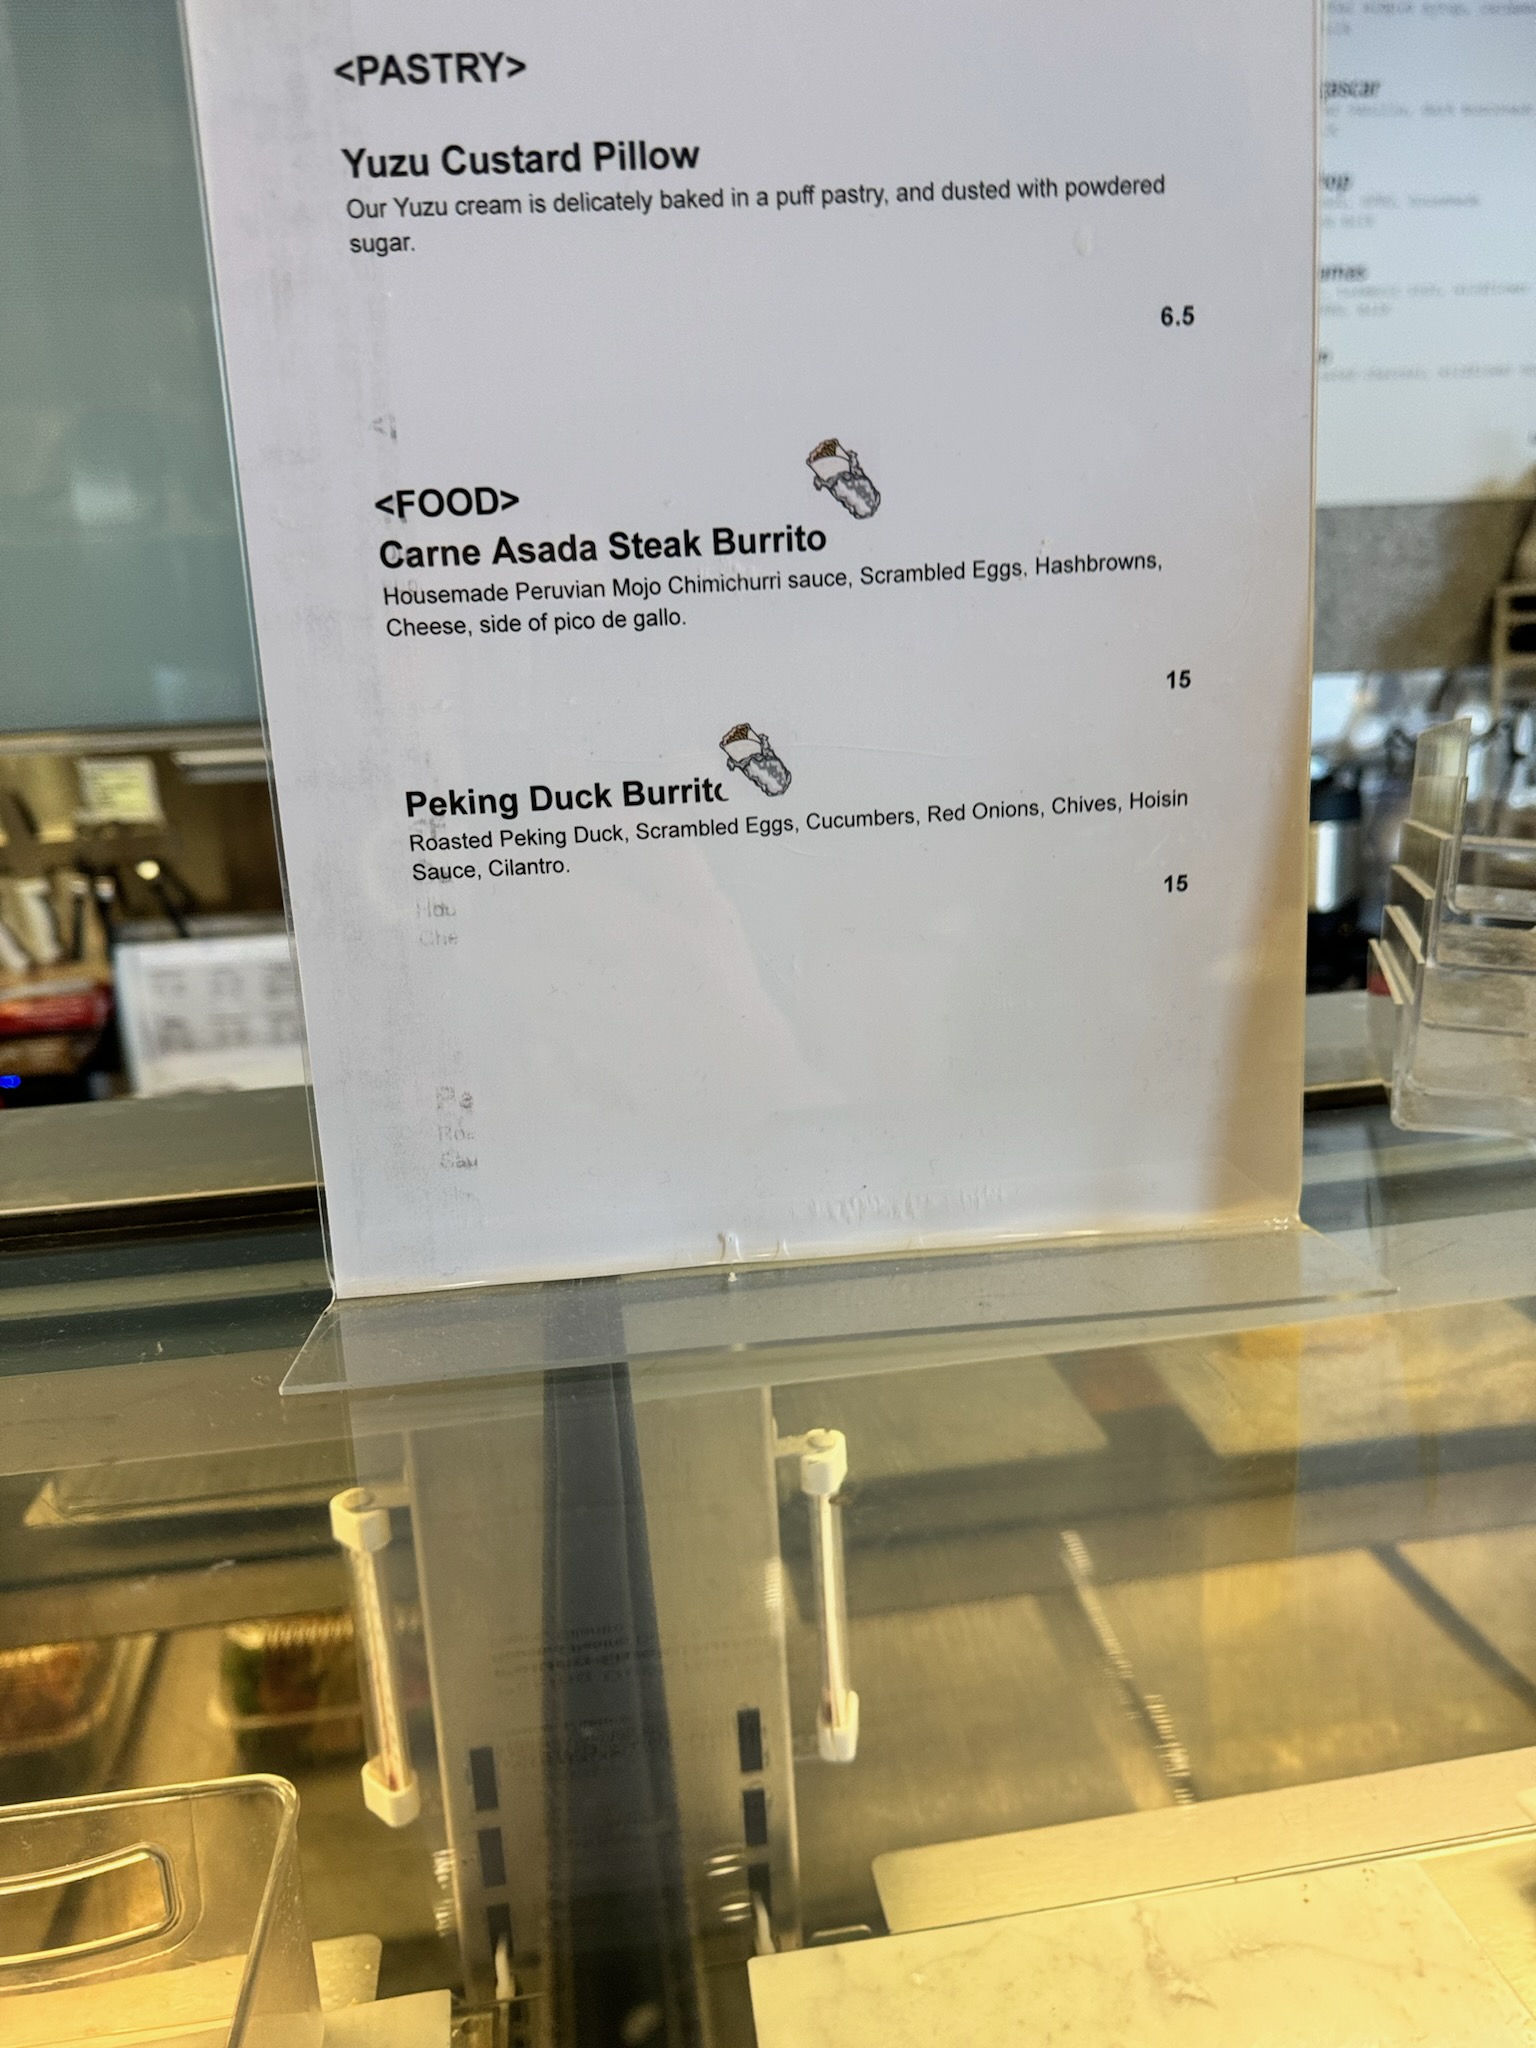 <PASTRY>
Yuzu Custard Pillow
Our Yuzu cream is delicately baked in a puff pastry, and dusted with powdered
sugar.
6.5
<FOOD>
Carne Asada Steak Burrito
Housemade Peruvian Mojo Chimichurri sauce, Scrambled Eggs, Hashbrowns,
Cheese, side of pico de gallo.
15
Peking Duck Burrito
Roasted Peking Duck, Scrambled Eggs, Cucumbers, Red Onions, Chives, Hoisin
Sauce, Cilantro.
15